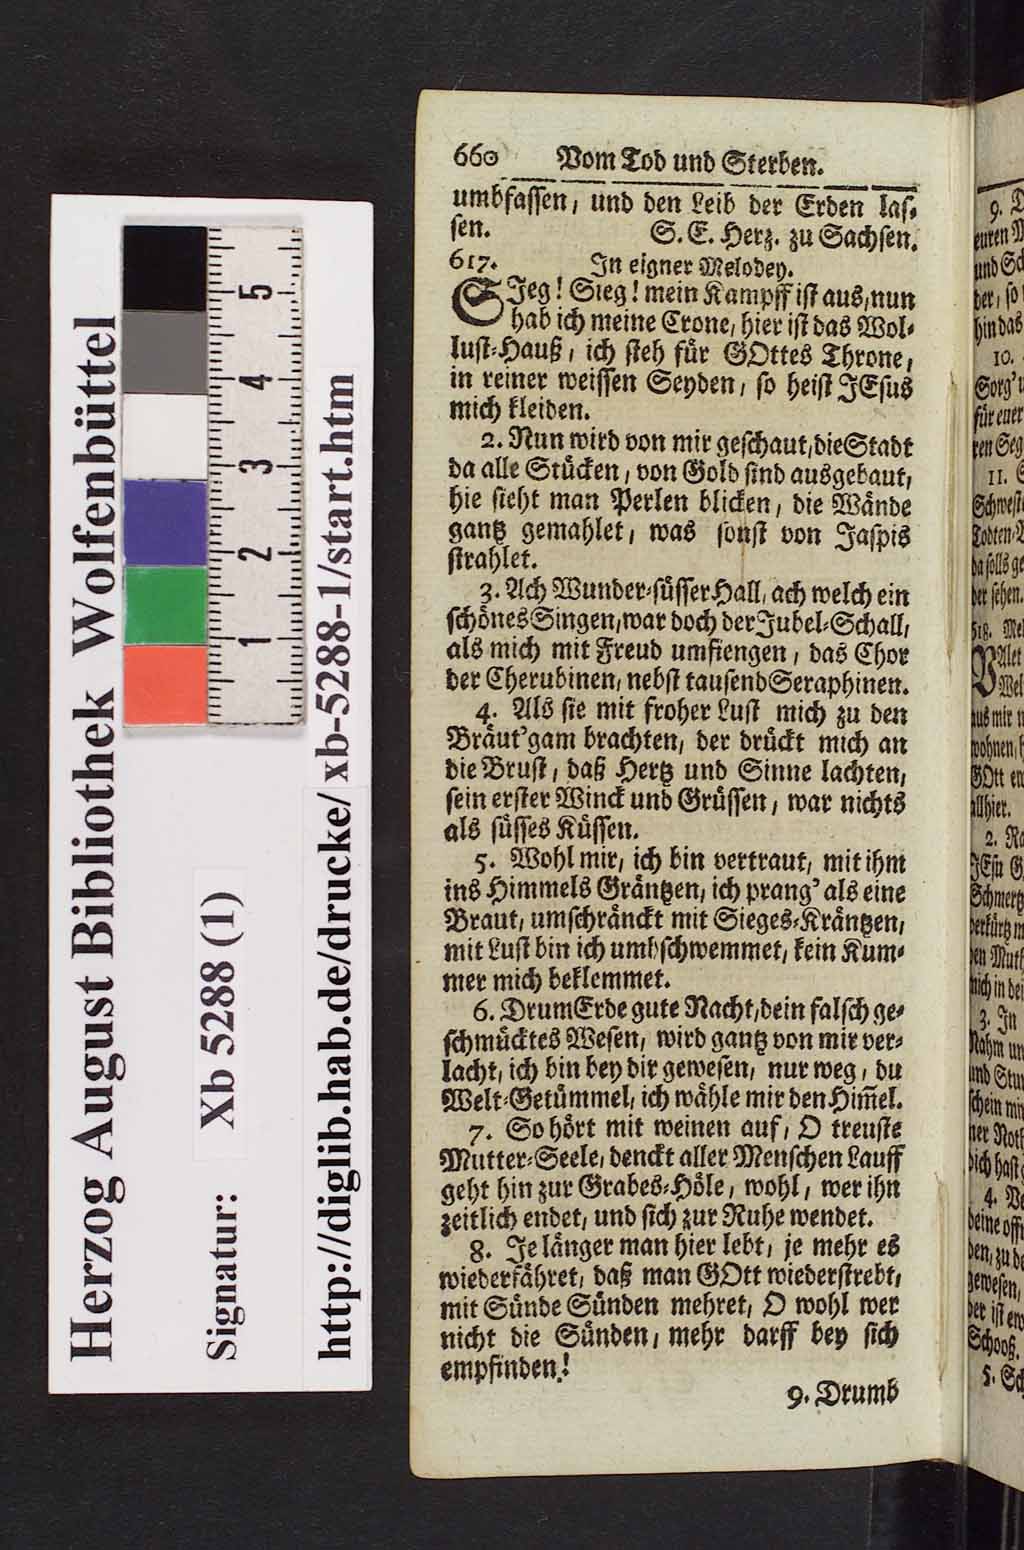 Herzog August Bibliothek Wolfenbüttel
Signatur: Xb 5288 (1)
http://diglib.hab.de/drucke/xb-5288-1/start.htm
5
4
3
2
1
660 Vom Tod und Sterben.
umbfassen, und den Leib der Erden las-
sen. S. E. Herz. zu Sachsen.
617. In eigner Melodey.
SJeg! Sieg! mein Kampff ist aus, nun
hab ich meine Crone, hier ist das Wol-
lust-Hauß, ich steh für GOttes Throne,
in reiner weissen Seyden, so heist JEsus
mich kleiden.
2. Nun wird von mir geschaut, die Stadt
da alle Stücken, von Gold sind ausgebaut,
hie sieht man Perlen blicken, die Wände
gantz gemahlet, was sonst von Jaspis
strahlet.
3. Ach Wunder-süsser Hall, ach welch ein
schönes Singen, war doch der Jubel-Schall,
als mich mit Freud umfiengen, das Chor
der Cherubinen, nebst tausend Seraphinen.
4. Als sie mit froher Lust mich zu den
Bräut'gam brachten, der drückt mich an
die Brust, daß Hertz und Sinne lachten,
sein erster Winck und Grüssen, war nichts
als süsses Küssen.
5. Wohl mir, ich bin vertraut, mit ihm
ins Himmels Gräntzen, ich prang' als eine
Braut, umschränckt mit Sieges-Kräntzen,
mit Lust bin ich umbschwemmet, kein Kum-
mer mich beklemmet.
6. Drum Erde gute Nacht, dein falsch ge-
schmücktes Wesen, wird gantz von mir ver-
lacht, ich bin bey dir gewesen, nur weg, du
Welt-Getümmel, ich wähle mir den Him̃el.
7. So hört mit weinen auf, O treuste
Mutter-Seele, denckt aller Menschen Lauff
geht hin zur Grabes-Höle, wohl, wer ihn
zeitlich endet, und sich zur Ruhe wendet.
8. Je länger man hier lebt, je mehr es
wiederfähret, daß man GOtt wiederstrebt,
mit Sünde Sünden mehret, O wohl wer
nicht die Sünden, mehr darff bey sich
empfinden!
9. Drumb